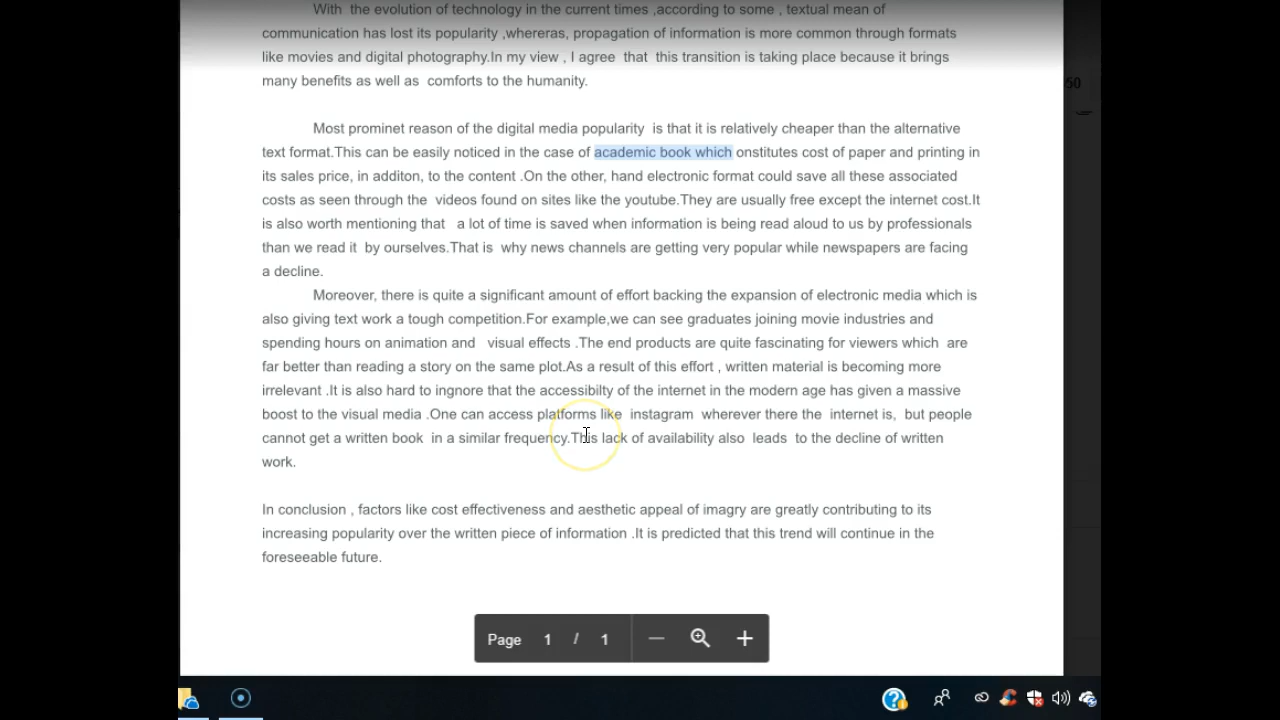 With the evolution of technology in the current times ,according to some , textual mean of
communication has lost its popularity ,whereras, propagation of information is more common through formats
like movies and digital photography.In my view , I agree that this transition is taking place because it brings
many benefits as well as comforts to the humanity.
50
Most prominet reason of the digital media popularity is that it is relatively cheaper than the alternative
text format.This can be easily noticed in the case of academic book which onstitutes cost of paper and printing in
its sales price, in additon, to the content .On the other, hand electronic format could save all these associated
costs as seen through the videos found on sites like the youtube.They are usually free except the internet cost.It
is also worth mentioning that a lot of time is saved when information is being read aloud to us by professionals
than we read it by ourselves.That is why news channels are getting very popular while newspapers are facing
a decline.
Moreover, there is quite a significant amount of effort backing the expansion of electronic media which is
also giving text work a tough competition.For example,we can see graduates joining movie industries and
spending hours on animation and visual effects .The end products are quite fascinating for viewers which are
far better than reading a story on the same plot.As a result of this effort , written material is becoming more
irrelevant .It is also hard to ingnore that the accessibilty of the internet in the modern age has given a massive
boost to the visual media .One can access platforms like instagram wherever there the internet is, but people
cannot get a written book in a similar frequency.This lack of availability also leads to the decline of written
work.
In conclusion , factors like cost effectiveness and aesthetic appeal of imagry are greatly contributing to its
increasing popularity over the written piece of information .It is predicted that this trend will continue in the
foreseeable future.
Page 1 / 1